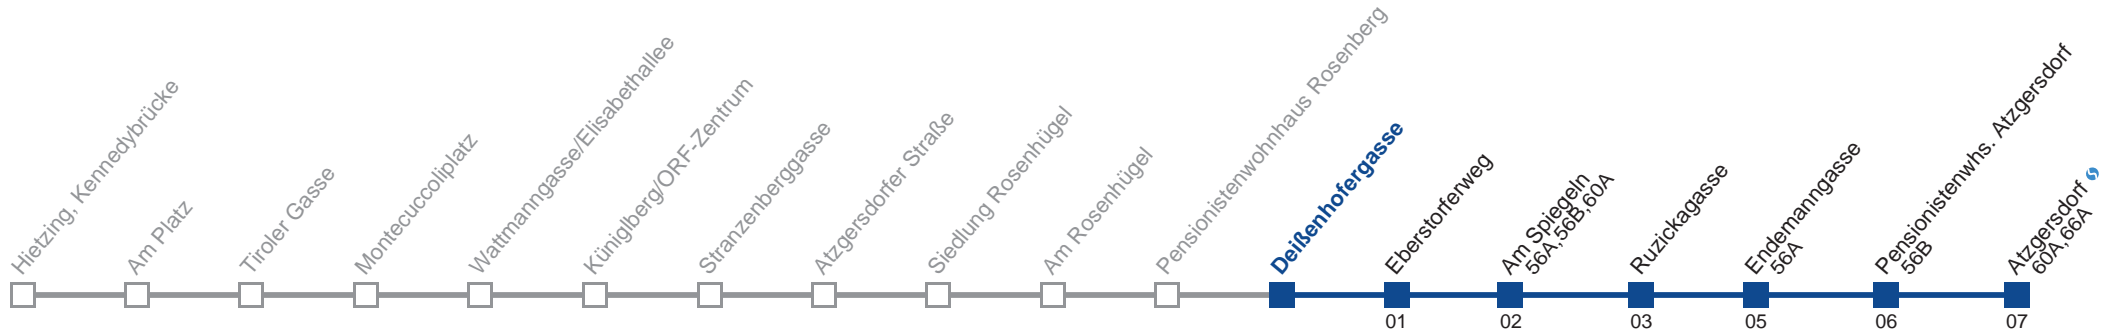 Hietzing, Kennedybrücke
Am Platz
Tiroler Gasse
Montecuccoliplatz
Wattmanngasse/Elisabethallee
Küniglberg/ORF-Zentrum
Stranzenberggasse
Atzgersdorfer Straße
Siedlung Rosenhügel
Am Rosenhügel
Pensionistenwohnhaus Rosenberg
Deißenhofergasse
Eberstorferweg
01
Am Spiegeln
56A,56B,60A
02
Ruzickagasse
03
Endemanngasse
56A
05
Pensionistenwhs. Atzgersdorf
56B
06
Atzgersdorf
60A,66A
07